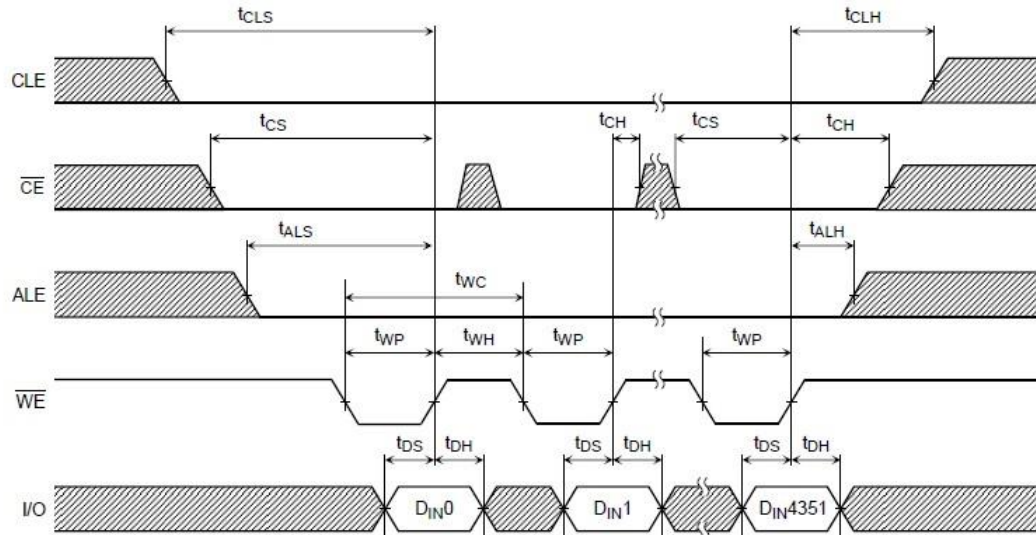 tCLS tCLH
CLE
tCS tCH tCS tCH
CE
tALS tALH
ALE
tWC
tWP tWH tWP tWP
WE
tDS tDH tDS tDH tDS tDH
I/O DIN0 DIN1 DIN4351